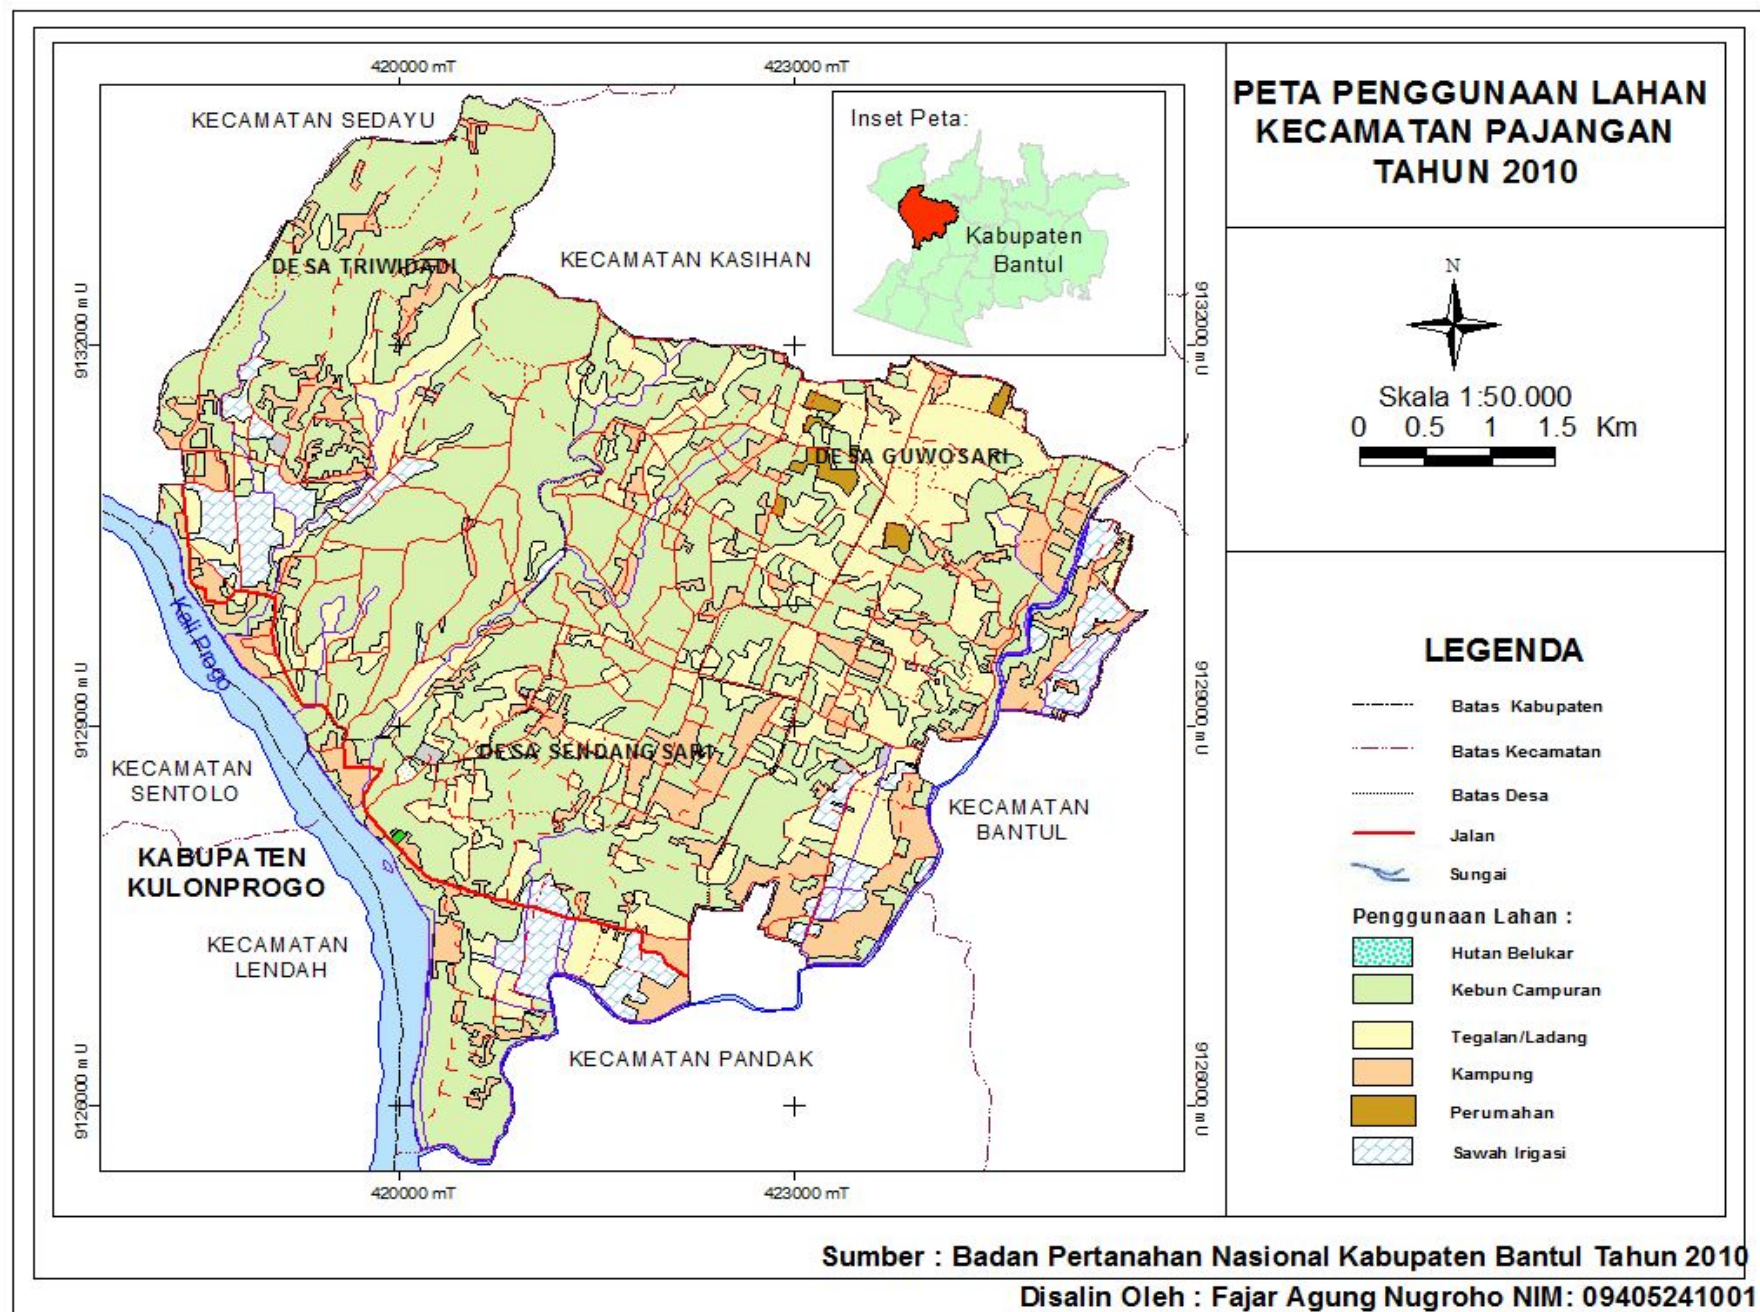 420000 mT
423000 mT
KECAMATAN SEDAYU
Inset Peta:
Kabupaten
Bantul
KECAMATAN KASIHAN
DESA TRIWIDADI
9132000 mU
9132000 mU
DESA GUWOSARI
Kali Progo
9129000 mU
9129000 mU
DESA SENDANGSARI
KECAMATAN
SENTOLO
KECAMATAN
BANTUL
KABUPATEN
KULONPROGO
KECAMATAN
LENDAH
KECAMATAN PANDAK
9126000 mU
9126000 mU
420000 mT
423000 mT
PETA PENGGUNAAN LAHAN
KECAMATAN PAJANGAN
TAHUN 2010
N
Skala 1:50.000
0 0.5 1 1.5 Km
LEGENDA
Batas Kabupaten
Batas Kecamatan
Batas Desa
Jalan
Sungai
Penggunaan Lahan :
Hutan Belukar
Kebun Campuran
Tegalan/Ladang
Kampung
Perumahan
Sawah Irigasi
Sumber : Badan Pertanahan Nasional Kabupaten Bantul Tahun 2010
Disalin Oleh : Fajar Agung Nugroho NIM: 09405241001